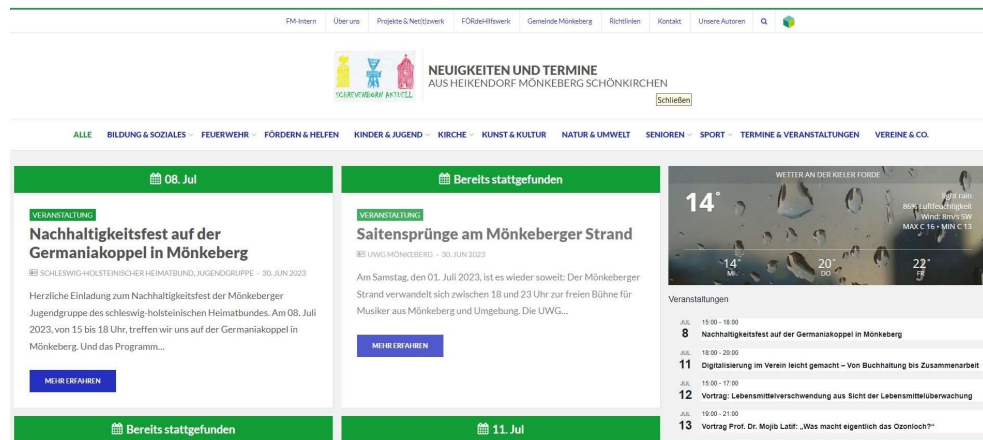 FM-Intern Über uns Projekte & Net(t)zwerk FÖRdeHilfswerk Gemeinde Mönkeberg Richtlinien Kontakt Unsere Autoren
SCHREVENBORN AKTUELL
NEUIGKEITEN UND TERMINE
AUS HEIKENDORF MÖNKEBERG SCHÖNKIRCHEN
Schließen
ALLE BILDUNG & SOZIALES FEUERWEHR FÖRDERN & HELFEN KINDER & JUGEND KIRCHE KUNST & KULTUR NATUR & UMWELT SENIOREN SPORT TERMINE & VERANSTALTUNGEN VEREINE & CO.
08. Jul
VERANSTALTUNG
Nachhaltigkeitsfest auf der
Germaniakoppel in Mönkeberg
SCHLESWIG-HOLSTEINISCHER HEIMATBUND, JUGENDGRUPPE - 30. JUN 2023
Herzliche Einladung zum Nachhaltigkeitsfest der Mönkeberger
Jugendgruppe des schleswig-holsteinischen Heimatbundes. Am 08. Juli
2023, von 15 bis 18 Uhr, treffen wir uns auf der Germaniakoppel in
Mönkeberg. Und das Programm...
MEHR ERFAHREN
Bereits stattgefunden
Bereits stattgefunden
VERANSTALTUNG
Saitensprünge am Mönkeberger Strand
UWG MÖNKEBERG - 30. JUN 2023
Am Samstag, den 01. Juli 2023, ist es wieder soweit: Der Mönkeberger
Strand verwandelt sich zwischen 18 und 23 Uhr zur freien Bühne für
Musiker aus Mönkeberg und Umgebung. Die UWG...
MEHR ERFAHREN
11. Jul
WETTER AN DER KIELER FÖRDE
14°
light rain
86% Luftfeuchtigkeit
Wind: 8m/s SW
MAX C 16 • MIN C 13
14° 20° 22°
MI. DO FR
Veranstaltungen
JUL 15:00 - 18:00
8 Nachhaltigkeitsfest auf der Germaniakoppel in Mönkeberg
JUL 18:00 - 20:00
11 Digitalisierung im Verein leicht gemacht – Von Buchhaltung bis Zusammenarbeit
JUL 15:00 - 17:00
12 Vortrag: Lebensmittelverschwendung aus Sicht der Lebensmittelüberwachung
JUL 19:00 - 21:00
13 Vortrag Prof. Dr. Mojib Latif: „Was macht eigentlich das Ozonloch?“